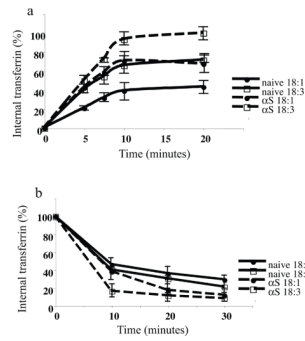 a
Internal transferrin (%)
120
100
80
60
40
20
0
0 5 10 15 20
Time (minutes)
naive 18:1
naive 18:3
αS 18:1
αS 18:3
b
Internal transferrin (%)
100
80
60
40
20
0
0 10 20 30
Time (minutes)
naive 18:
naive 18:
αS 18:1
αS 18:3